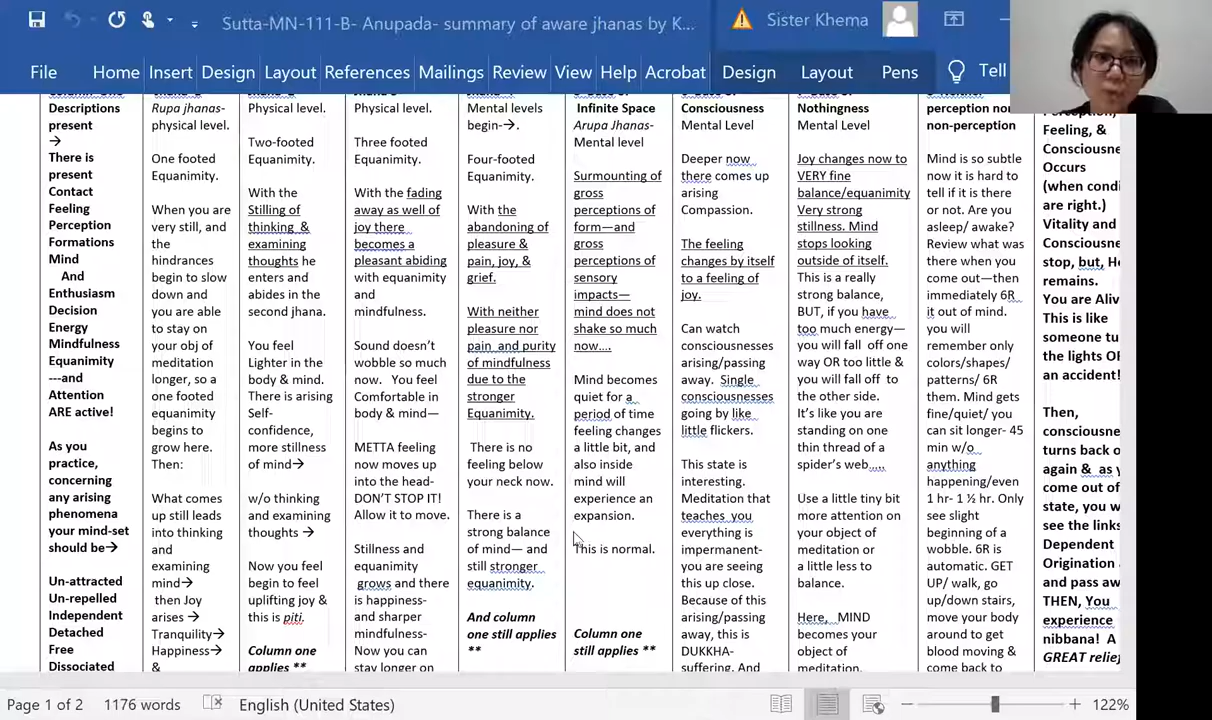 Sutta-MN-111-B- Anupada- summary of aware jhanas by K...
Sister Khema
File Home Insert Design Layout References Mailings Review View Help Acrobat Design Layout Pens Tell
Descriptions
present
→
There is
present
Contact
Feeling
Perception
Formations
Mind
And
Enthusiasm
Decision
Energy
Mindfulness
Equanimity
---and
Attention
ARE active!
As you
practice,
concerning
any arising
phenomena
your mind-set
should be→
Un-attracted
Un-repelled
Independent
Detached
Free
Dissociated
Rupa jhanas-
physical level.
One footed
Equanimity.
When you are
very still, and
the
hindrances
begin to slow
down and
you are able
to stay on
your obj of
meditation
longer, so a
one footed
equanimity
begins to
grow here.
Then:
What comes
up still leads
into thinking
and
examining
mind→
then Joy
arises →
Tranquility→
Happiness→
&
Physical level.
Two-footed
Equanimity.
With the
Stilling of
thinking &
examining
thoughts he
enters and
abides in the
second jhana.
You feel
Lighter in the
body & mind.
There is arising
Self-
confidence,
more stillness
of mind→
w/o thinking
and examining
thoughts →
Now you feel
begin to feel
uplifting joy &
this is piti.
Column one
applies **
Physical level.
Three footed
Equanimity.
With the fading
away as well of
joy there
becomes a
pleasant abiding
with equanimity
and
mindfulness.
Sound doesn't
wobble so much
now. You feel
Comfortable in
body & mind—
METTA feeling
now moves up
into the head-
DON'T STOP IT!
Allow it to move.
Stillness and
equanimity
grows and there
is happiness-
and sharper
mindfulness-
Now you can
stay longer on
Mental levels
begin-→.
Four-footed
Equanimity.
With the
abandoning of
pleasure &
pain, joy, &
grief.
With neither
pleasure nor
pain and purity
of mindfulness
due to the
stronger
Equanimity.
There is no
feeling below
your neck now.
There is a
strong balance
of mind— and
still stronger
equanimity.
And column
one still applies
**
Infinite Space
Arupa Jhanas-
Mental level
Surmounting of
gross
perceptions of
form—and
gross
perceptions of
sensory
impacts—
mind does not
shake so much
now....
Mind becomes
quiet for a
period of time
feeling changes
a little bit, and
also inside
mind will
experience an
expansion.
This is normal.
Column one
still applies **
Consciousness
Mental Level
Deeper now
there comes up
arising
Compassion.
The feeling
changes by itself
to a feeling of
joy.
Can watch
consciousnesses
arising/passing
away. Single
consciousnesses
going by like
little flickers.
This state is
interesting.
Meditation that
teaches you
everything is
impermanent-
you are seeing
this up close.
Because of this
arising/passing
away, this is
DUKKHA-
suffering. And
Nothingness
Mental Level
Joy changes now to
VERY fine
balance/equanimity
Very strong
stillness. Mind
stops looking
outside of itself.
This is a really
strong balance,
BUT, if you have
too much energy—
you will fall off one
way OR too little &
you will fall off to
the other side.
It's like you are
standing on one
thin thread of a
spider's web.....
Use a little tiny bit
more attention on
your object of
meditation or
a little less to
balance.
Here, MIND
becomes your
object of
meditation.
perception non
non-perception
Mind is so subtle
now it is hard to
tell if it is there
or not. Are you
asleep/ awake?
Review what was
there when you
come out—then
immediately 6R
it out of mind.
you will
remember only
colors/shapes/
patterns/ 6R
them. Mind gets
fine/quiet/ you
can sit longer- 45
min w/o
anything
happening/even
1 hr- 1 ½ hr. Only
see slight
beginning of a
wobble. 6R is
automatic. GET
UP/ walk, go
up/down stairs,
move your body
around to get
blood moving &
come back to
Feeling, &
Consciousne
Occurs
(when condi
are right.)
Vitality and
Consciousne
stop, but, He
remains.
You are Aliv
This is like
someone tu
the lights OF
an accident!
Then,
consciousne
turns back o
again & as y
come out of
state, you w
see the links
Dependent
Origination
and pass aw
THEN, You
experience
nibbana! A
GREAT relief
Page 1 of 2 1176 words English (United States) 122%